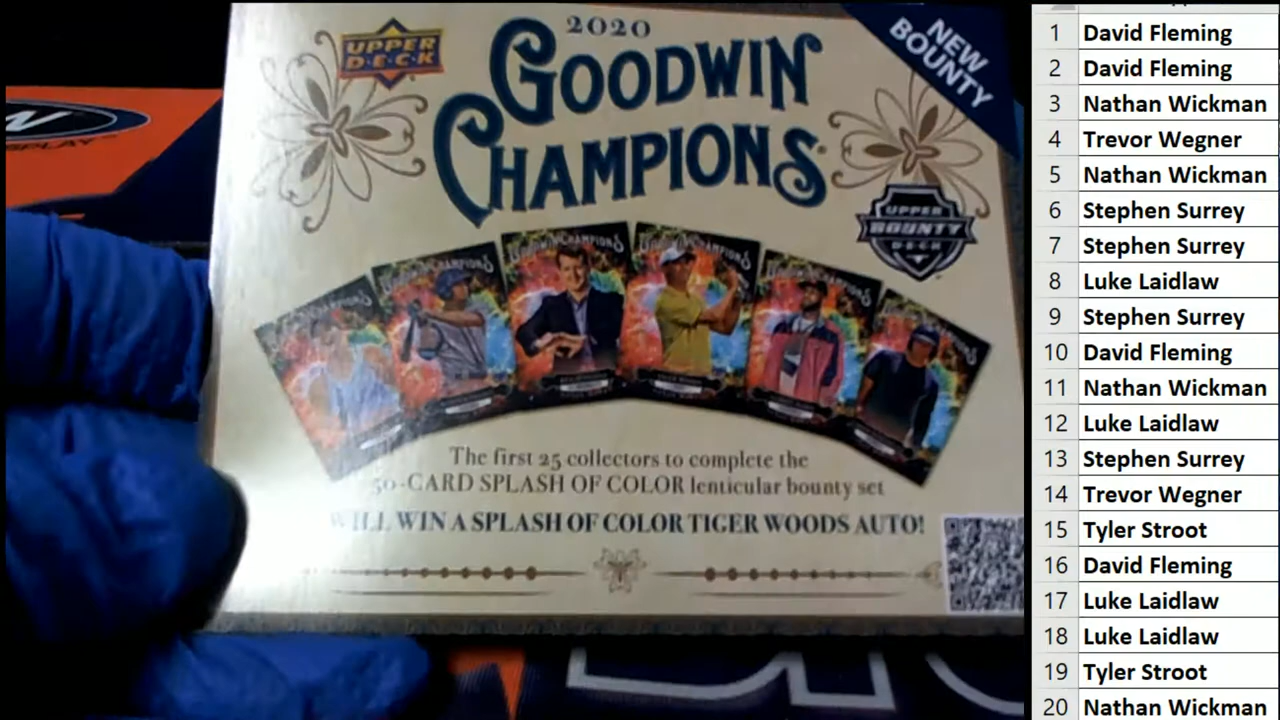 2020
UPPER
D·E·C·K
GOODWIN
CHAMPIONS
NEW
BOUNTY
UPPER
BOUNTY
DECK
The first 25 collectors to complete the
50-CARD SPLASH OF COLOR lenticular bounty set
WILL WIN A SPLASH OF COLOR TIGER WOODS AUTO!
1 David Fleming
2 David Fleming
3 Nathan Wickman
4 Trevor Wegner
5 Nathan Wickman
6 Stephen Surrey
7 Stephen Surrey
8 Luke Laidlaw
9 Stephen Surrey
10 David Fleming
11 Nathan Wickman
12 Luke Laidlaw
13 Stephen Surrey
14 Trevor Wegner
15 Tyler Stroot
16 David Fleming
17 Luke Laidlaw
18 Luke Laidlaw
19 Tyler Stroot
20 Nathan Wickman